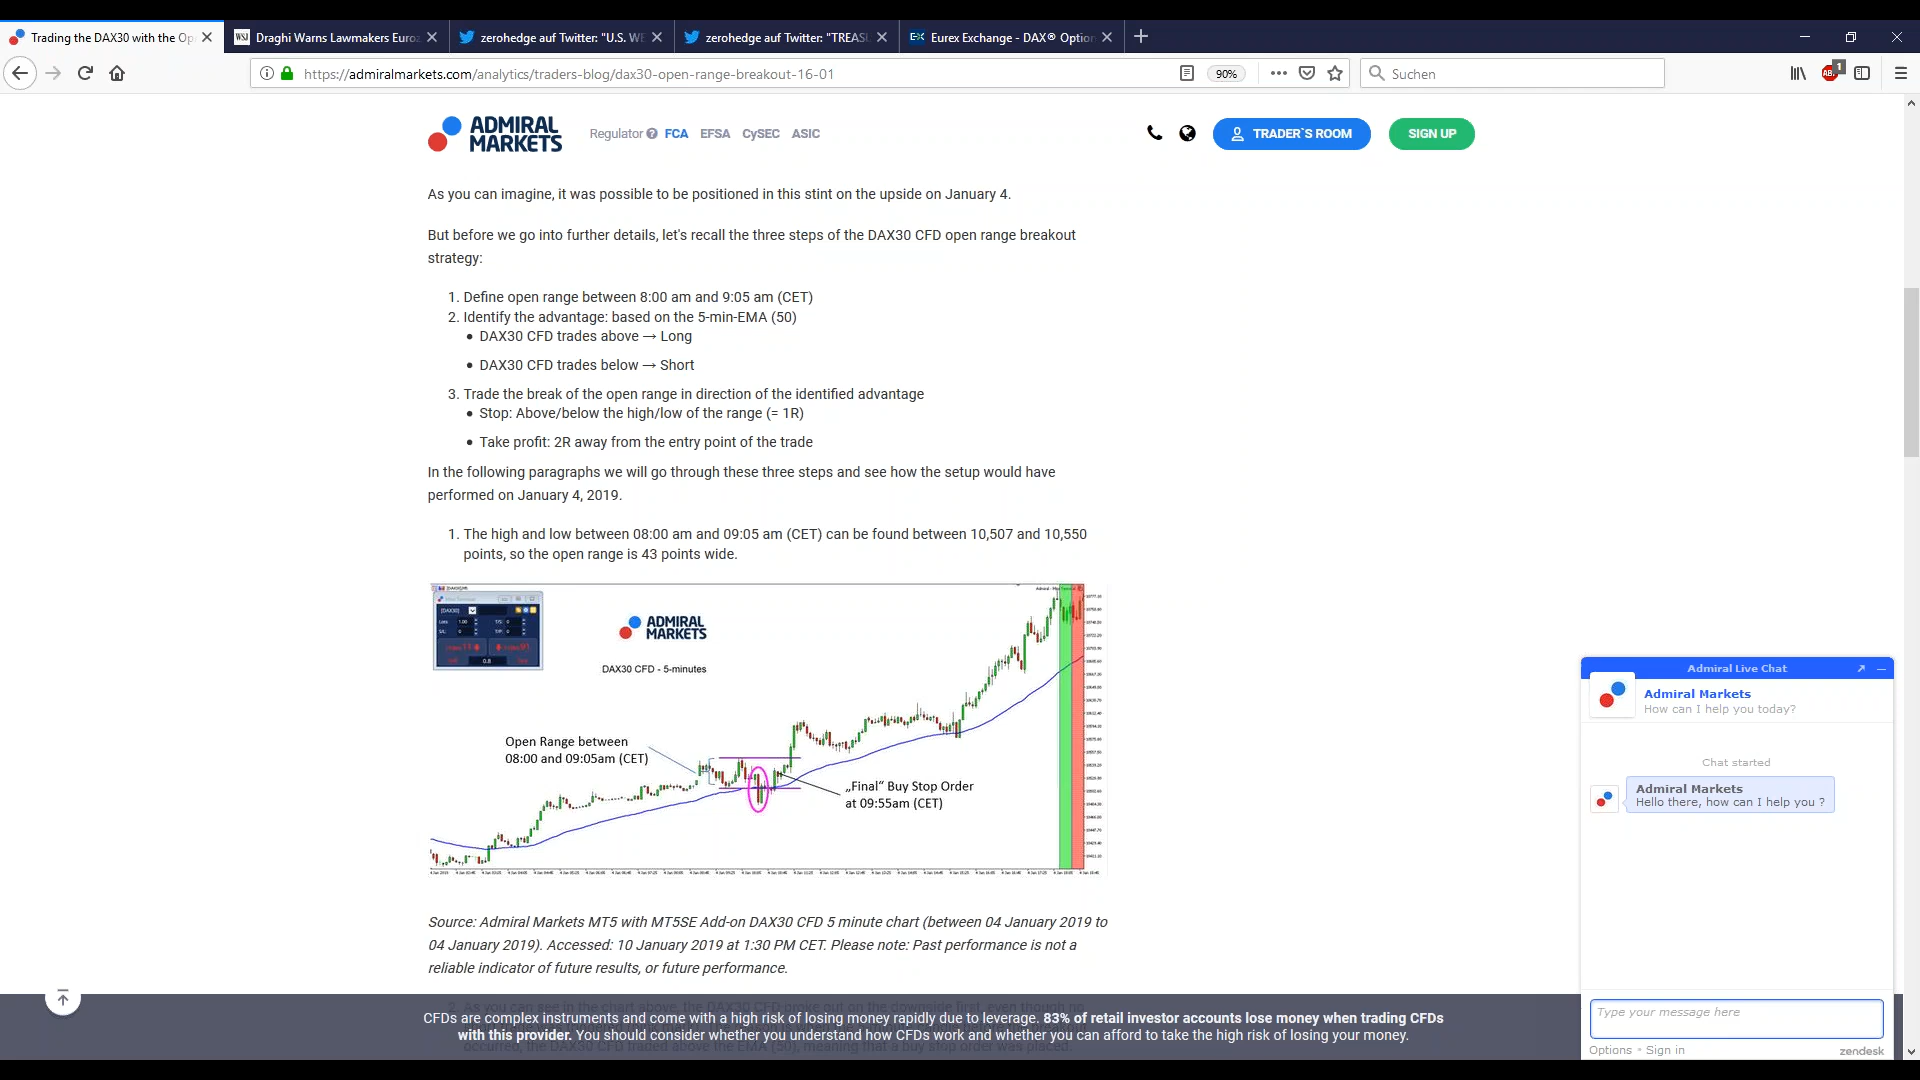 Trading the DAX30 with the Op
Draghi Warns Lawmakers Euroz
zerohedge auf Twitter: "U.S. WE
zerohedge auf Twitter: "TREAS
Eurex Exchange - DAX® Option
https://admiralmarkets.com/analytics/traders-blog/dax30-open-range-breakout-16-01
90%
Suchen
ABP
1
ADMIRAL
MARKETS
Regulator FCA EFSA CySEC ASIC
TRADER`S ROOM
SIGN UP
As you can imagine, it was possible to be positioned in this stint on the upside on January 4.
But before we go into further details, let's recall the three steps of the DAX30 CFD open range breakout
strategy:
1. Define open range between 8:00 am and 9:05 am (CET)
2. Identify the advantage: based on the 5-min-EMA (50)
• DAX30 CFD trades above → Long
• DAX30 CFD trades below → Short
3. Trade the break of the open range in direction of the identified advantage
• Stop: Above/below the high/low of the range (= 1R)
• Take profit: 2R away from the entry point of the trade
In the following paragraphs we will go through these three steps and see how the setup would have
performed on January 4, 2019.
1. The high and low between 08:00 am and 09:05 am (CET) can be found between 10,507 and 10,550
points, so the open range is 43 points wide.
ADMIRAL
MARKETS
DAX30 CFD - 5-minutes
Open Range between
08:00 and 09:05am (CET)
„Final“ Buy Stop Order
at 09:55am (CET)
Source: Admiral Markets MT5 with MT5SE Add-on DAX30 CFD 5 minute chart (between 04 January 2019 to
04 January 2019). Accessed: 10 January 2019 at 1:30 PM CET. Please note: Past performance is not a
reliable indicator of future results, or future performance.
CFDs are complex instruments and come with a high risk of losing money rapidly due to leverage. 83% of retail investor accounts lose money when trading CFDs
with this provider. You should consider whether you understand how CFDs work and whether you can afford to take the high risk of losing your money.
Admiral Live Chat
Admiral Markets
How can I help you today?
Chat started
Admiral Markets
Hello there, how can I help you ?
Type your message here
Options • Sign in
zendesk